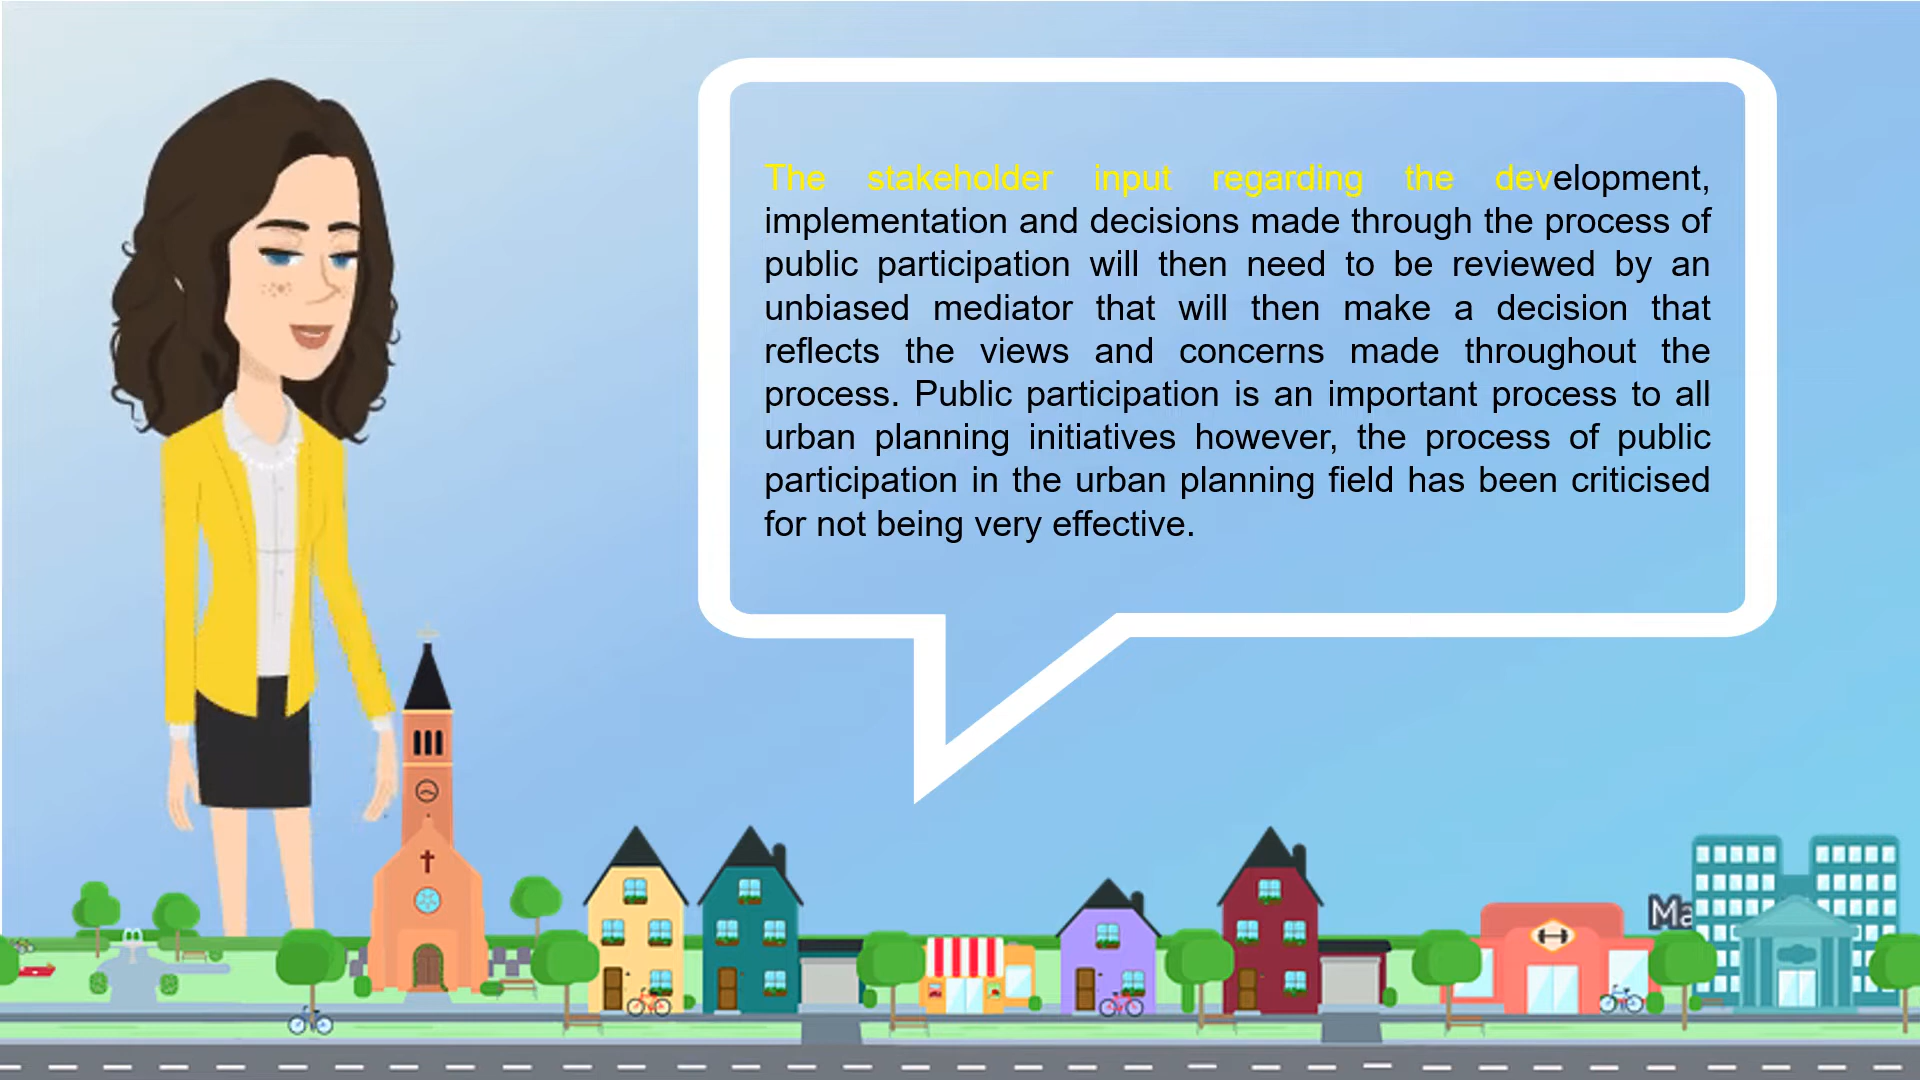 The stakeholder input regarding the development,
implementation and decisions made through the process of
public participation will then need to be reviewed by an
unbiased mediator that will then make a decision that
reflects the views and concerns made throughout the
process. Public participation is an important process to all
urban planning initiatives however, the process of public
participation in the urban planning field has been criticised
for not being very effective.
Ma